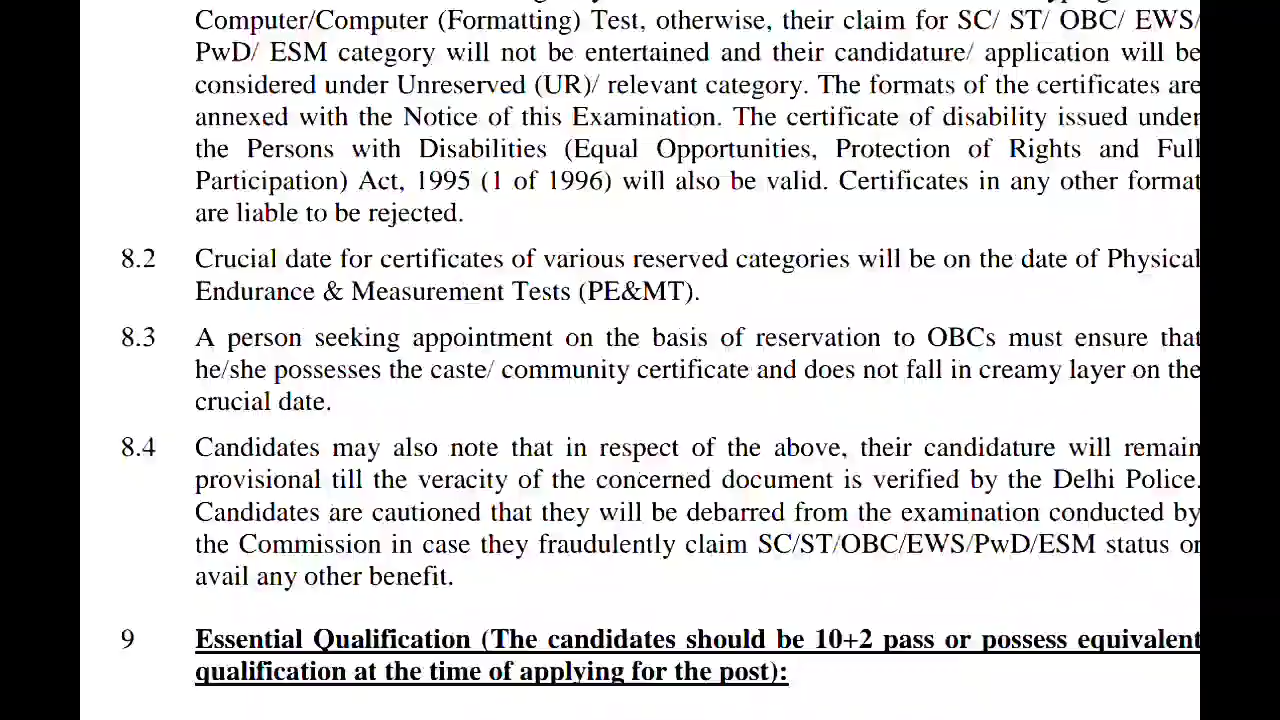 Computer/Computer (Formatting) Test, otherwise, their claim for SC/ ST/ OBC/ EWS/
PwD/ ESM category will not be entertained and their candidature/ application will be
considered under Unreserved (UR)/ relevant category. The formats of the certificates are
annexed with the Notice of this Examination. The certificate of disability issued under
the Persons with Disabilities (Equal Opportunities, Protection of Rights and Full
Participation) Act, 1995 (1 of 1996) will also be valid. Certificates in any other format
are liable to be rejected.
8.2 Crucial date for certificates of various reserved categories will be on the date of Physical
Endurance & Measurement Tests (PE&MT).
8.3 A person seeking appointment on the basis of reservation to OBCs must ensure that
he/she possesses the caste/ community certificate and does not fall in creamy layer on the
crucial date.
8.4 Candidates may also note that in respect of the above, their candidature will remain
provisional till the veracity of the concerned document is verified by the Delhi Police.
Candidates are cautioned that they will be debarred from the examination conducted by
the Commission in case they fraudulently claim SC/ST/OBC/EWS/PwD/ESM status or
avail any other benefit.
9 Essential Qualification (The candidates should be 10+2 pass or possess equivalent
qualification at the time of applying for the post):